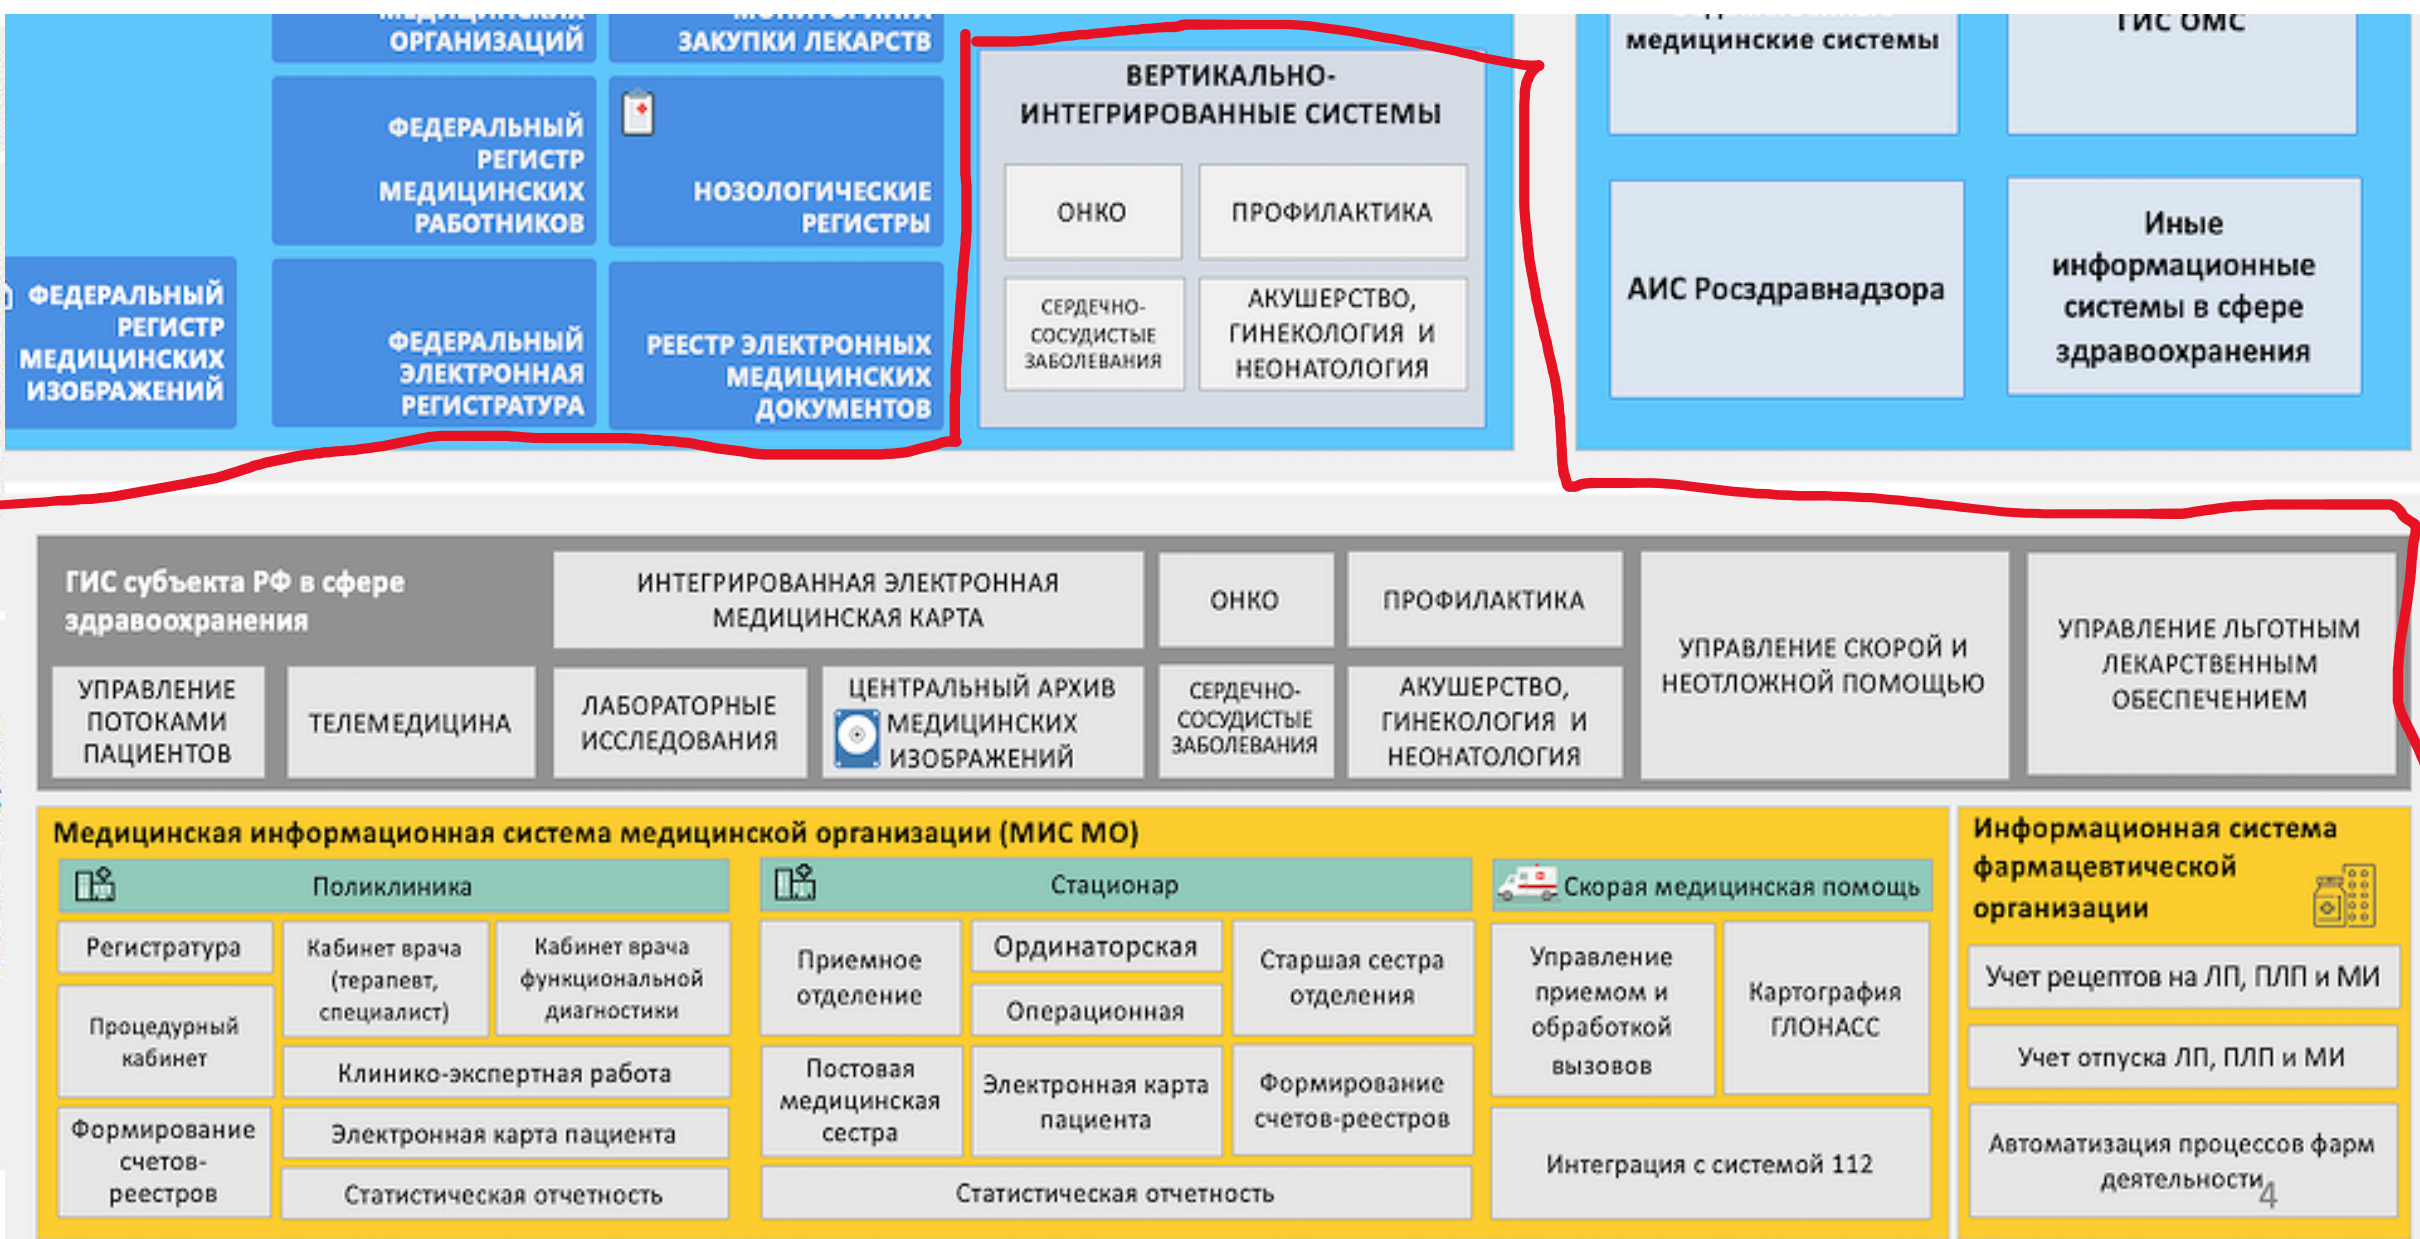 МЕДИЦИНСКИХ
ОРГАНИЗАЦИЙ
МОНИТОРИНГА
ЗАКУПКИ ЛЕКАРСТВ
ФЕДЕРАЛЬНЫЙ
РЕГИСТР
МЕДИЦИНСКИХ
РАБОТНИКОВ
НОЗОЛОГИЧЕСКИЕ
РЕГИСТРЫ
ФЕДЕРАЛЬНЫЙ
РЕГИСТР
МЕДИЦИНСКИХ
ИЗОБРАЖЕНИЙ
ФЕДЕРАЛЬНЫЙ
ЭЛЕКТРОННАЯ
РЕГИСТРАТУРА
РЕЕСТР ЭЛЕКТРОННЫХ
МЕДИЦИНСКИХ
ДОКУМЕНТОВ
ВЕРТИКАЛЬНО-
ИНТЕГРИРОВАННЫЕ СИСТЕМЫ
ОНКО
ПРОФИЛАКТИКА
СЕРДЕЧНО-
СОСУДИСТЫЕ
ЗАБОЛЕВАНИЯ
АКУШЕРСТВО,
ГИНЕКОЛОГИЯ И
НЕОНАТОЛОГИЯ
медицинские системы
ГИС ОМС
АИС Росздравнадзора
Иные
информационные
системы в сфере
здравоохранения
ГИС субъекта РФ в сфере
здравоохранения
ИНТЕГРИРОВАННАЯ ЭЛЕКТРОННАЯ
МЕДИЦИНСКАЯ КАРТА
ОНКО
ПРОФИЛАКТИКА
УПРАВЛЕНИЕ СКОРОЙ И
НЕОТЛОЖНОЙ ПОМОЩЬЮ
УПРАВЛЕНИЕ ЛЬГОТНЫМ
ЛЕКАРСТВЕННЫМ
ОБЕСПЕЧЕНИЕМ
УПРАВЛЕНИЕ
ПОТОКАМИ
ПАЦИЕНТОВ
ТЕЛЕМЕДИЦИНА
ЛАБОРАТОРНЫЕ
ИССЛЕДОВАНИЯ
ЦЕНТРАЛЬНЫЙ АРХИВ
МЕДИЦИНСКИХ
ИЗОБРАЖЕНИЙ
СЕРДЕЧНО-
СОСУДИСТЫЕ
ЗАБОЛЕВАНИЯ
АКУШЕРСТВО,
ГИНЕКОЛОГИЯ И
НЕОНАТОЛОГИЯ
Медицинская информационная система медицинской организации (МИС МО)
Поликлиника
Регистратура
Кабинет врача
(терапевт,
специалист)
Кабинет врача
функциональной
диагностики
Процедурный
кабинет
Клинико-экспертная работа
Формирование
счетов-
реестров
Электронная карта пациента
Статистическая отчетность
Стационар
Приемное
отделение
Ординаторская
Операционная
Старшая сестра
отделения
Постовая
медицинская
сестра
Электронная карта
пациента
Формирование
счетов-реестров
Статистическая отчетность
Скорая медицинская помощь
Управление
приемом и
обработкой
вызовов
Картография
ГЛОНАСС
Интеграция с системой 112
Информационная система
фармацевтической
организации
Учет рецептов на ЛП, ПЛП и МИ
Учет отпуска ЛП, ПЛП и МИ
Автоматизация процессов фарм
деятельности
4